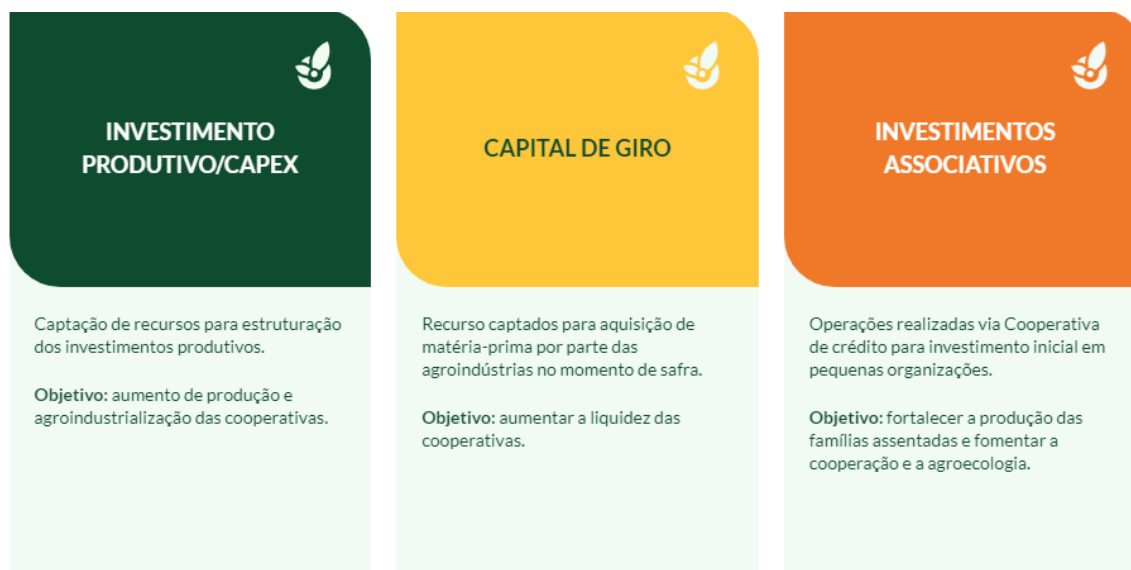 INVESTIMENTO
PRODUTIVO/CAPEX
Captação de recursos para estruturação
dos investimentos produtivos.
Objetivo: aumento de produção e
agroindustrialização das cooperativas.
CAPITAL DE GIRO
Recurso captados para aquisição de
matéria-prima por parte das
agroindústrias no momento de safra.
Objetivo: aumentar a liquidez das
cooperativas.
INVESTIMENTOS
ASSOCIATIVOS
Operações realizadas via Cooperativa
de crédito para investimento inicial em
pequenas organizações.
Objetivo: fortalecer a produção das
famílias assentadas e fomentar a
cooperação e a agroecologia.